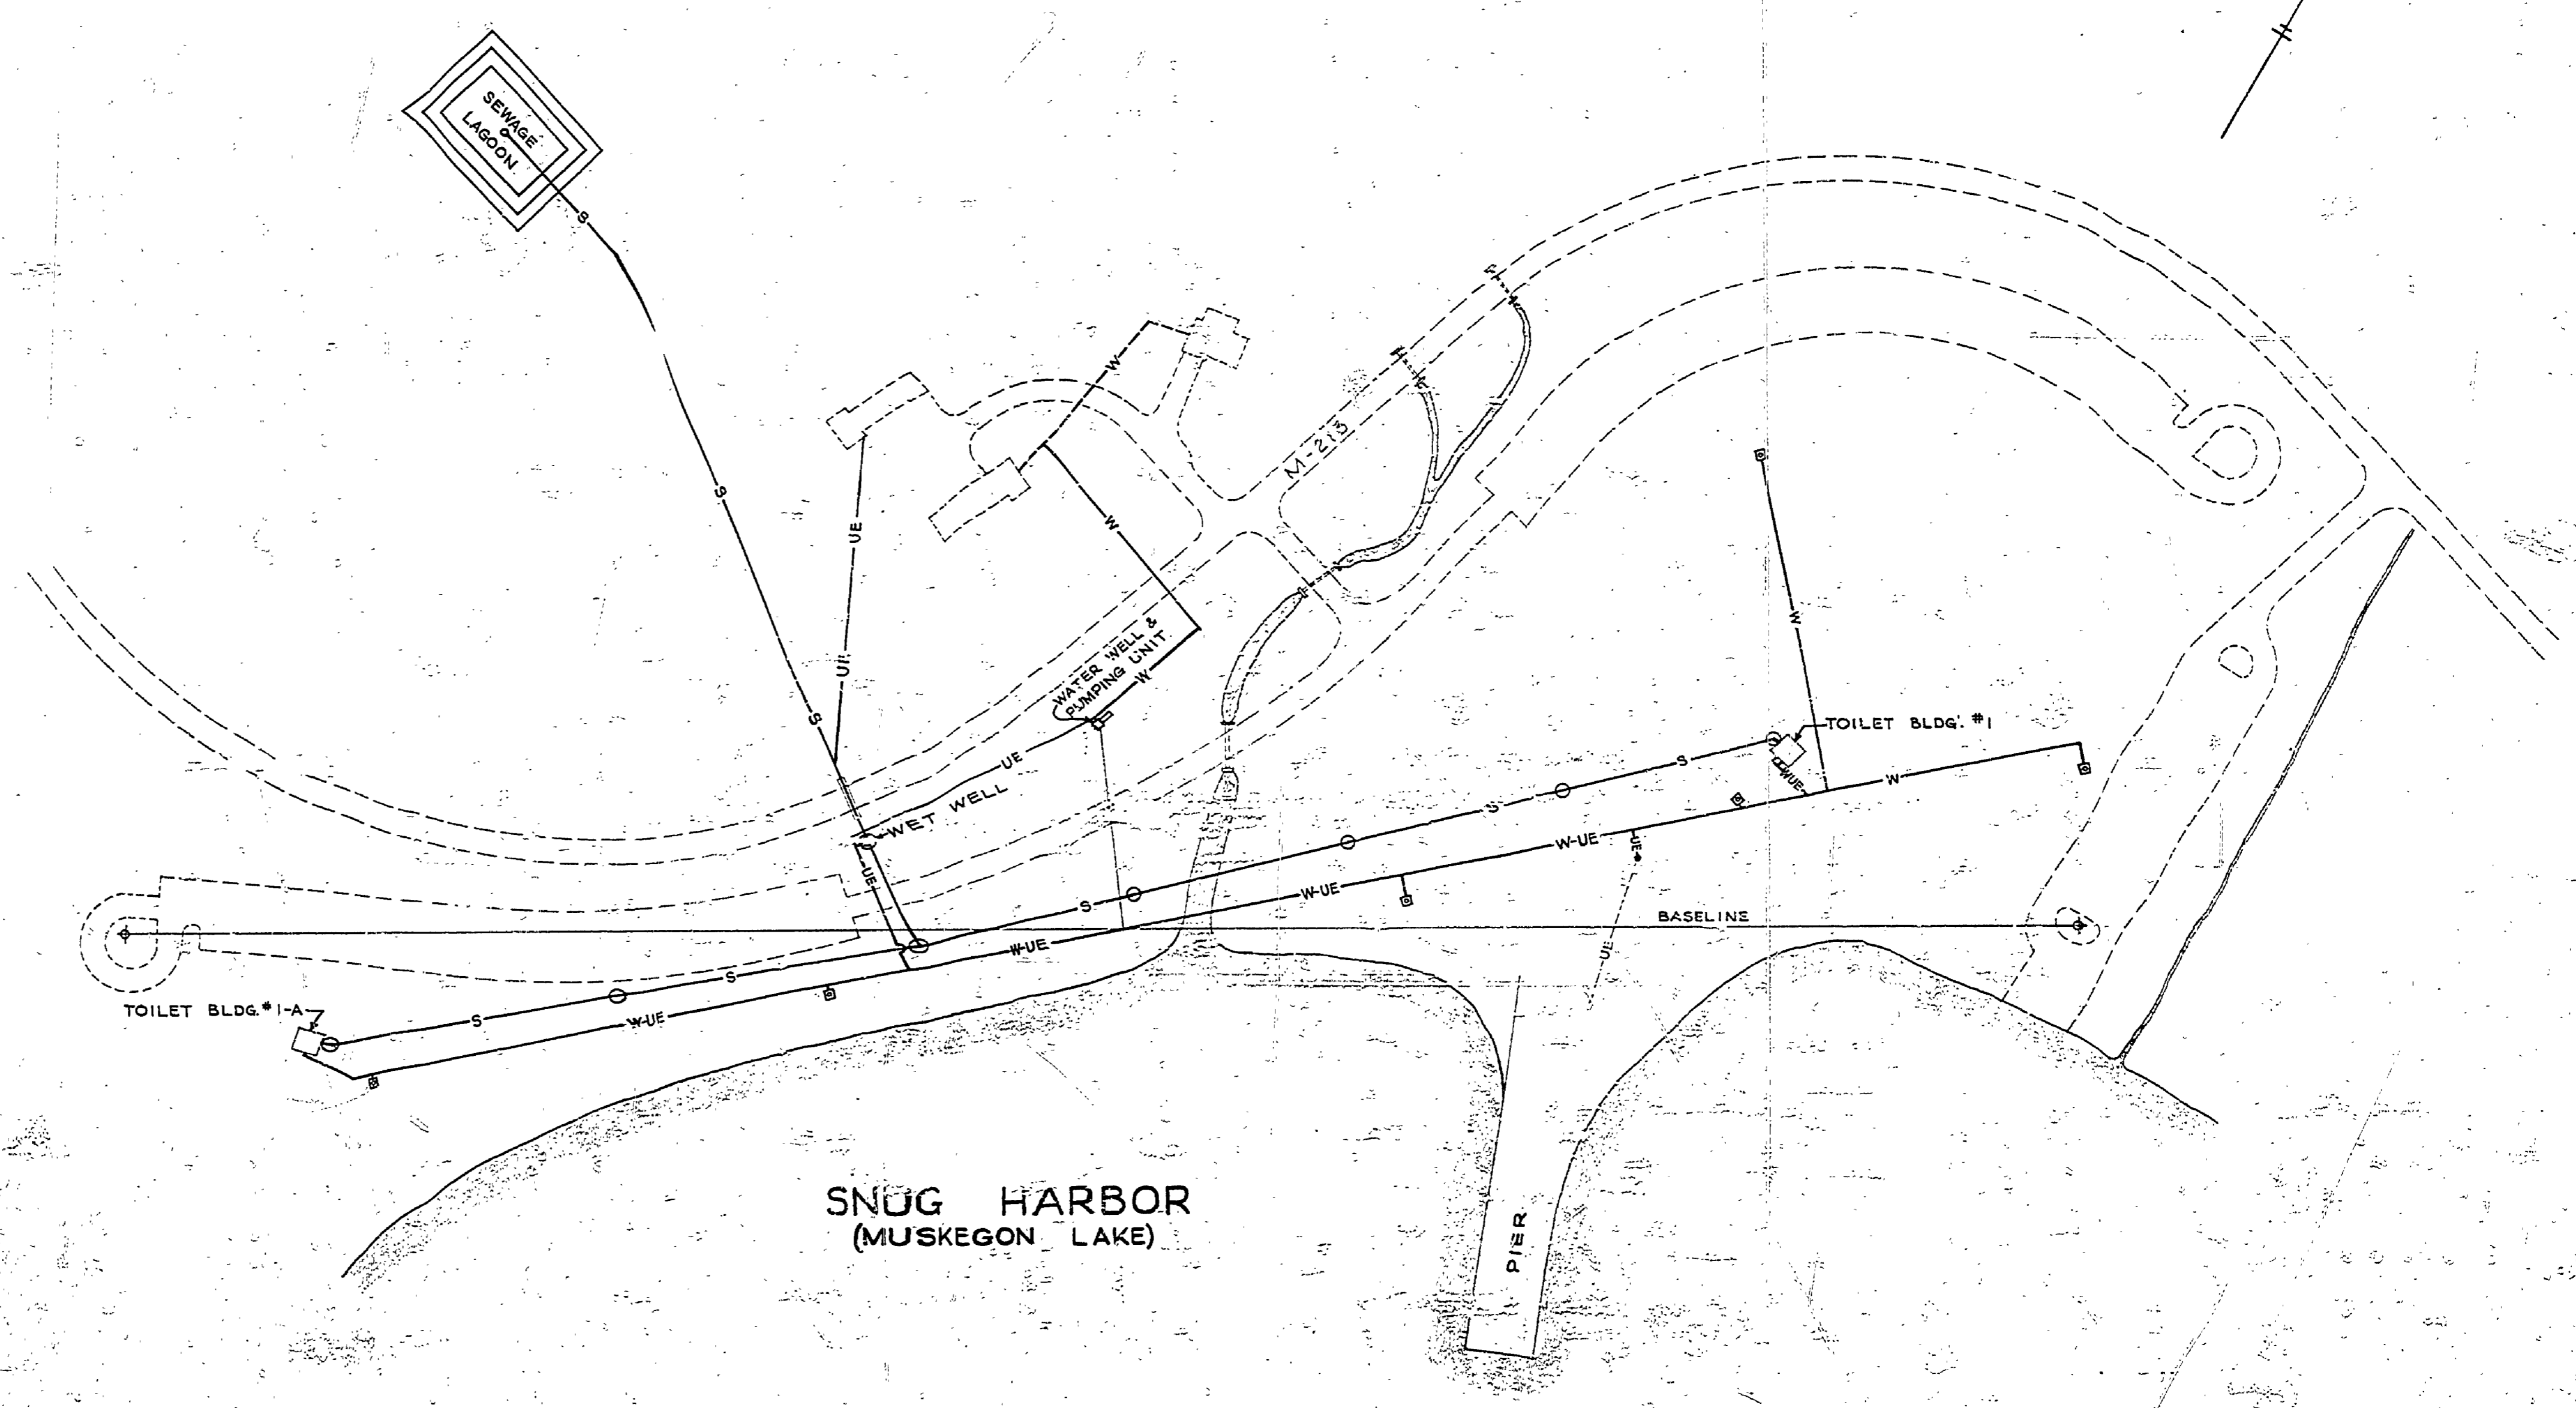 SEWAGE
LAGOON
S
W
M-213
S
W
UE
W
UE
WATER WELL &
PUMPING UNIT
W
S
TOILET BLDG. #1
UE
S
W-UE
W
WET WELL
S
W-UE
UE
UE
W-UE
S
BASELINE
W-UE
UE
S
TOILET BLDG. #1-A
S
W-UE
SNUG HARBOR
(MUSKEGON LAKE)
PIER